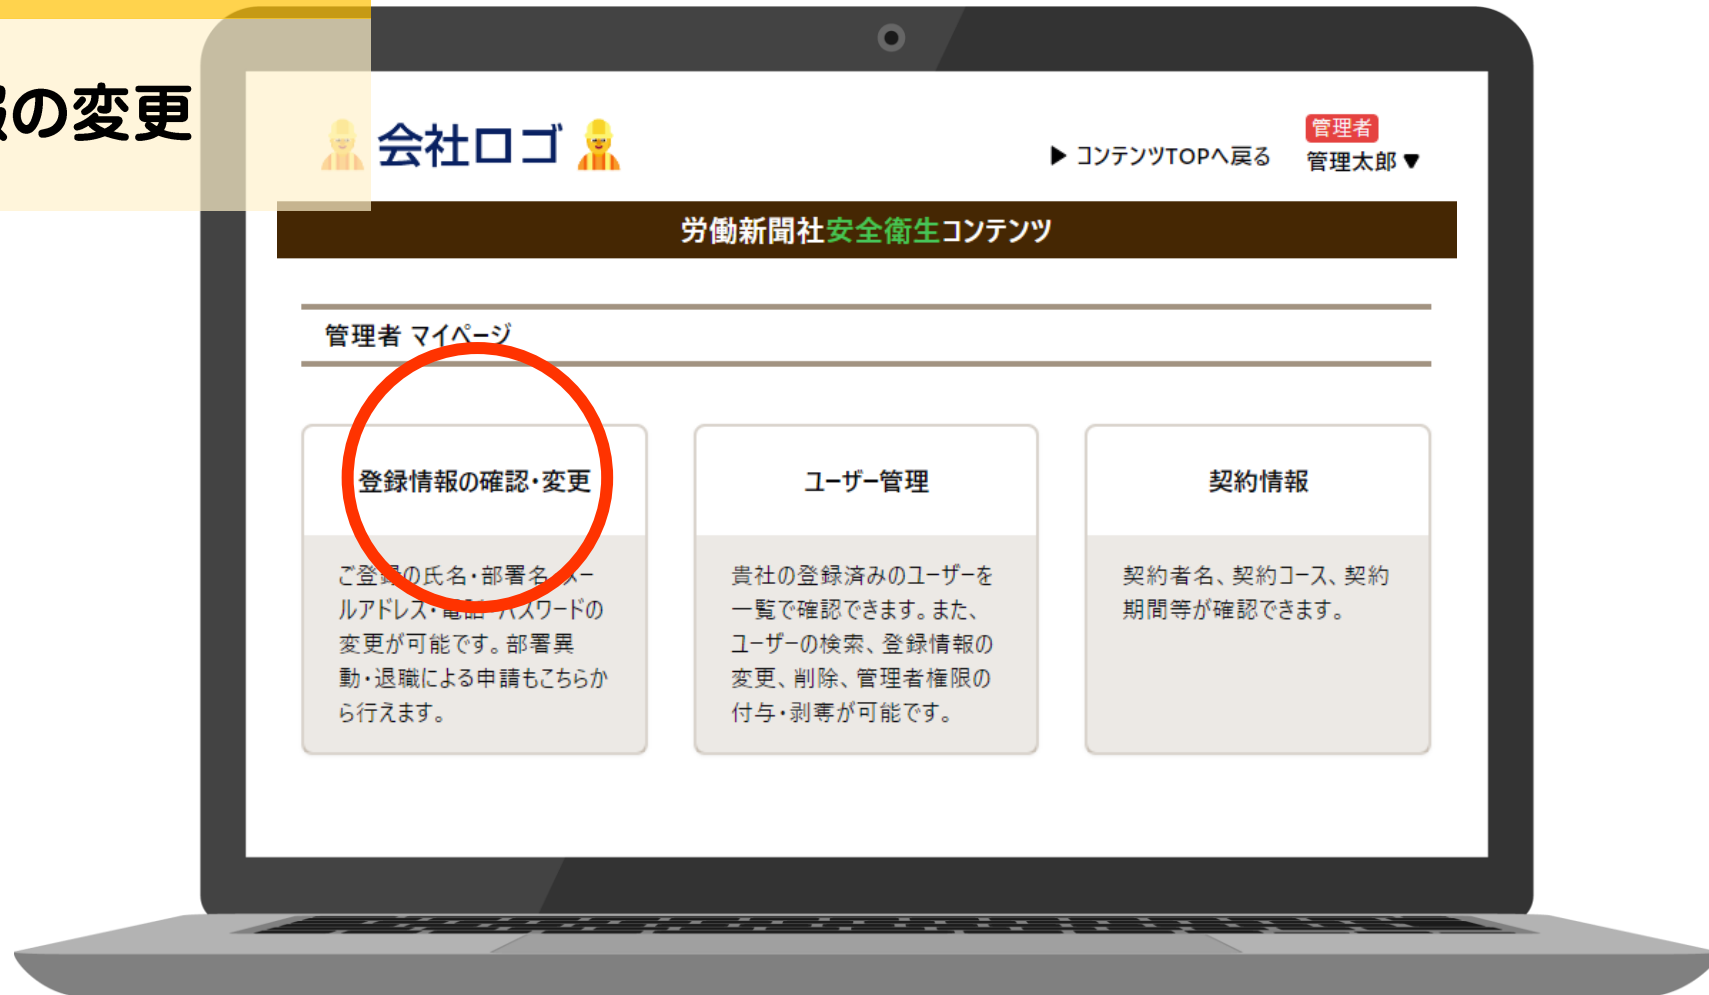 の変更
会社ロゴ
管理者
▶ コンテンツTOPへ戻る
管理太郎▼
労働新聞社安全衛生コンテンツ
管理者 マイページ
登録情報の確認・変更
ご登録の氏名・部署名・メー
ルアドレス・電話・パスワードの
変更が可能です。部署異
動・退職による申請もこちらか
ら行えます。
ユーザー管理
貴社の登録済みのユーザーを
一覧で確認できます。また、
ユーザーの検索、登録情報の
変更、削除、管理者権限の
付与・剥奪が可能です。
契約情報
契約者名、契約コース、契約
期間等が確認できます。